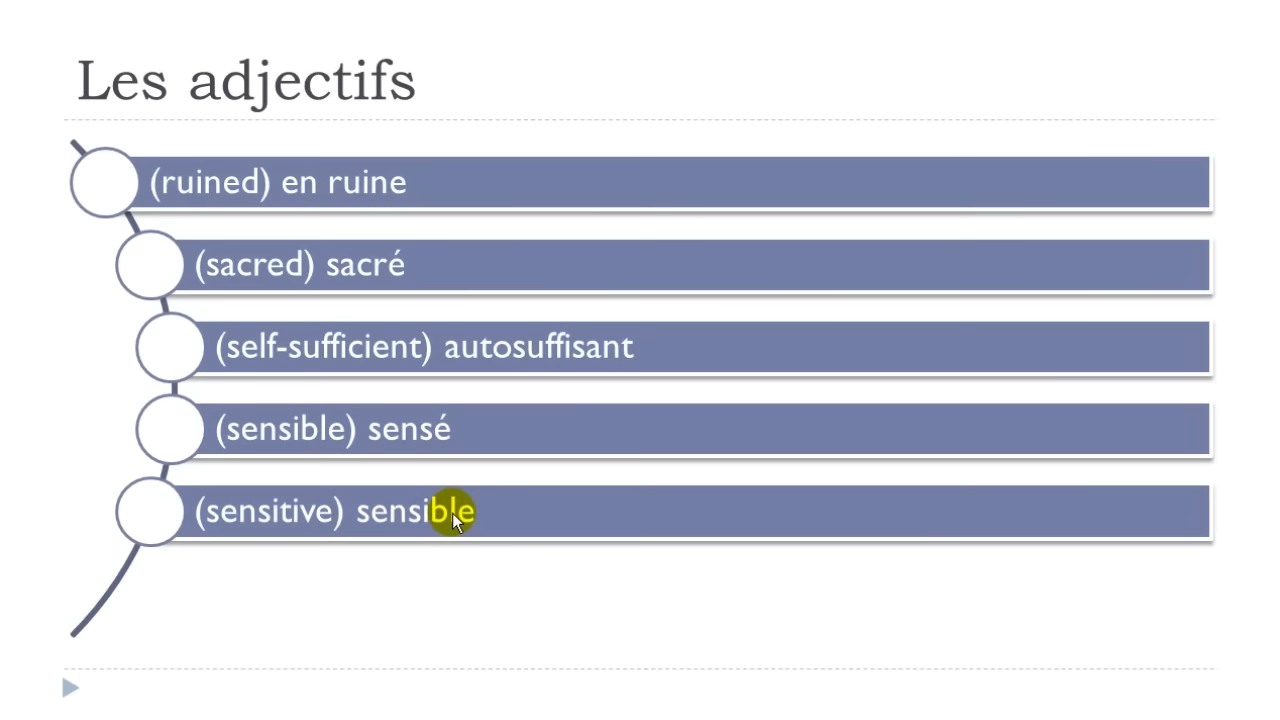 Les adjectifs
(ruined) en ruine
(sacred) sacré
(self-sufficient) autosuffisant
(sensible) sensé
(sensitive) sensible